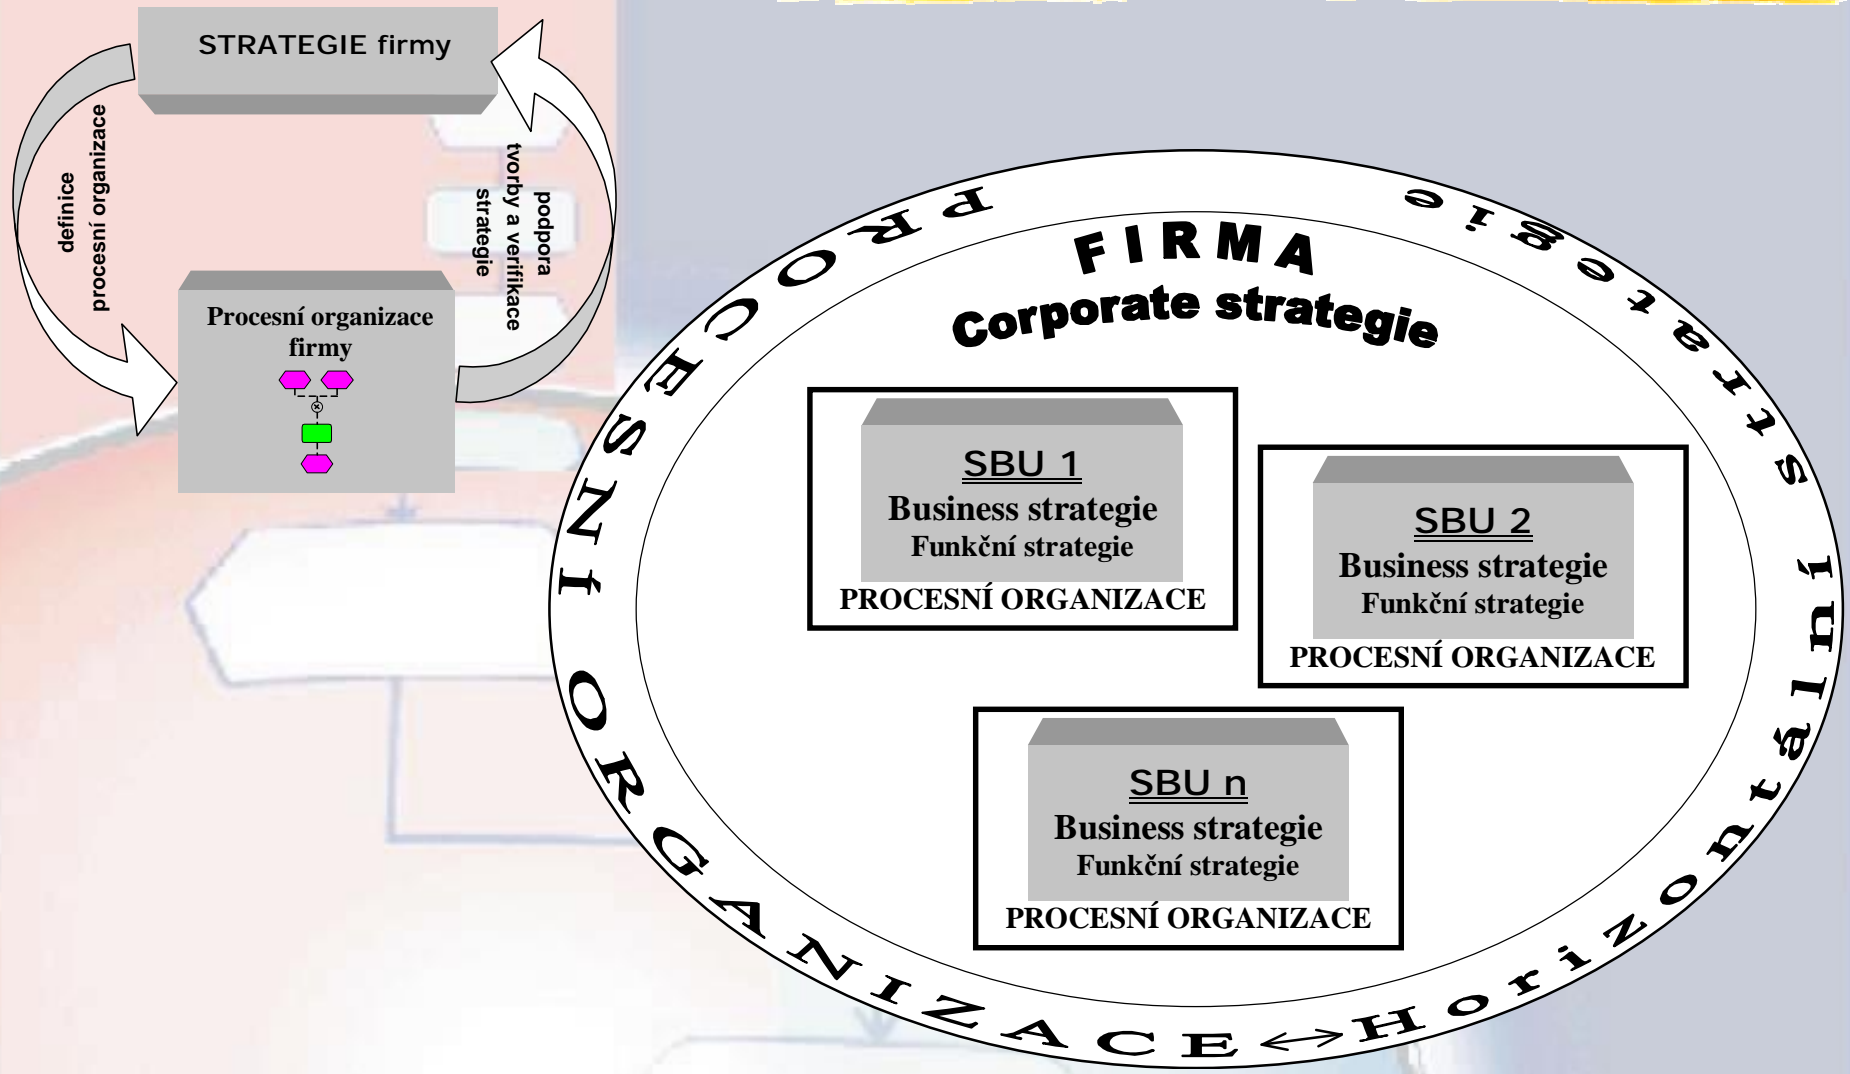 STRATEGIE firmy
definice
procesní organizace
podpora
tvorby a verifikace
strategie
Procesní organizace
firmy
PROCESNÍ ORGANIZACE ↔ Horizontální strategie
FIRMA
Corporate strategie
SBU 1
Business strategie
Funkční strategie
PROCESNÍ ORGANIZACE
SBU 2
Business strategie
Funkční strategie
PROCESNÍ ORGANIZACE
SBU n
Business strategie
Funkční strategie
PROCESNÍ ORGANIZACE